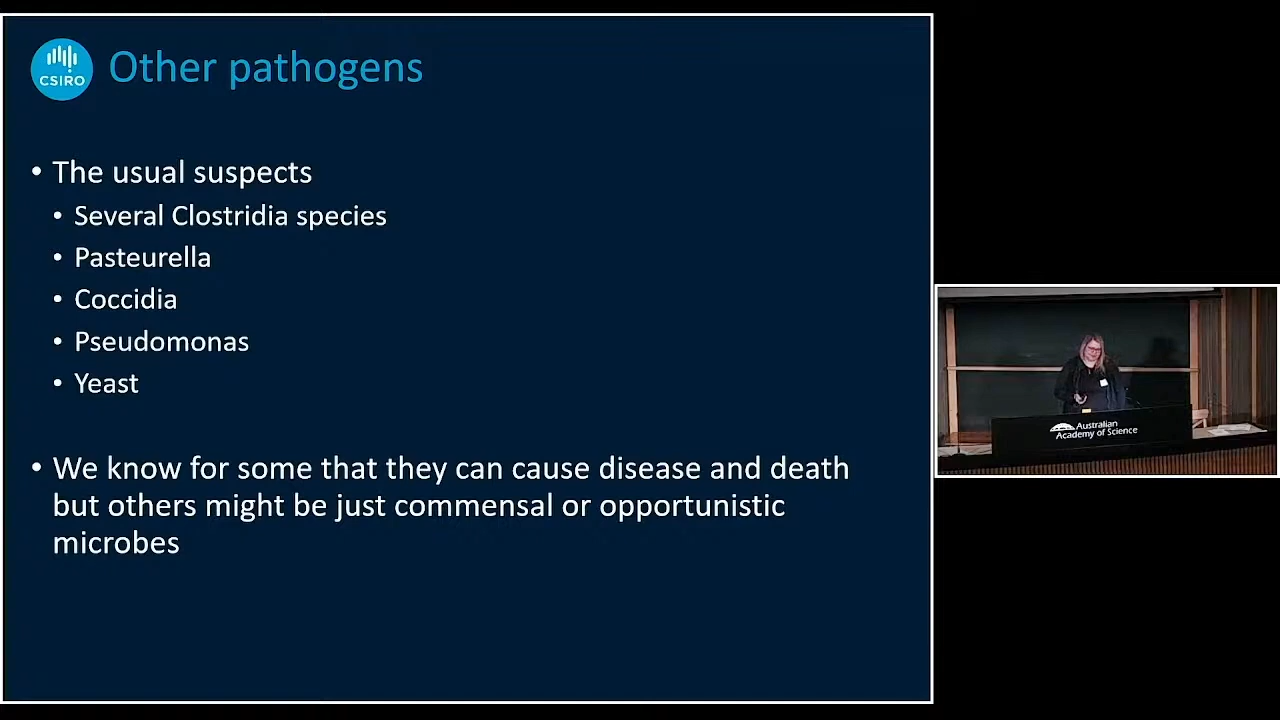 CSIRO
Other pathogens
• The usual suspects
• Several Clostridia species
• Pasteurella
• Coccidia
• Pseudomonas
• Yeast
• We know for some that they can cause disease and death
but others might be just commensal or opportunistic
microbes
Australian
Academy of Science